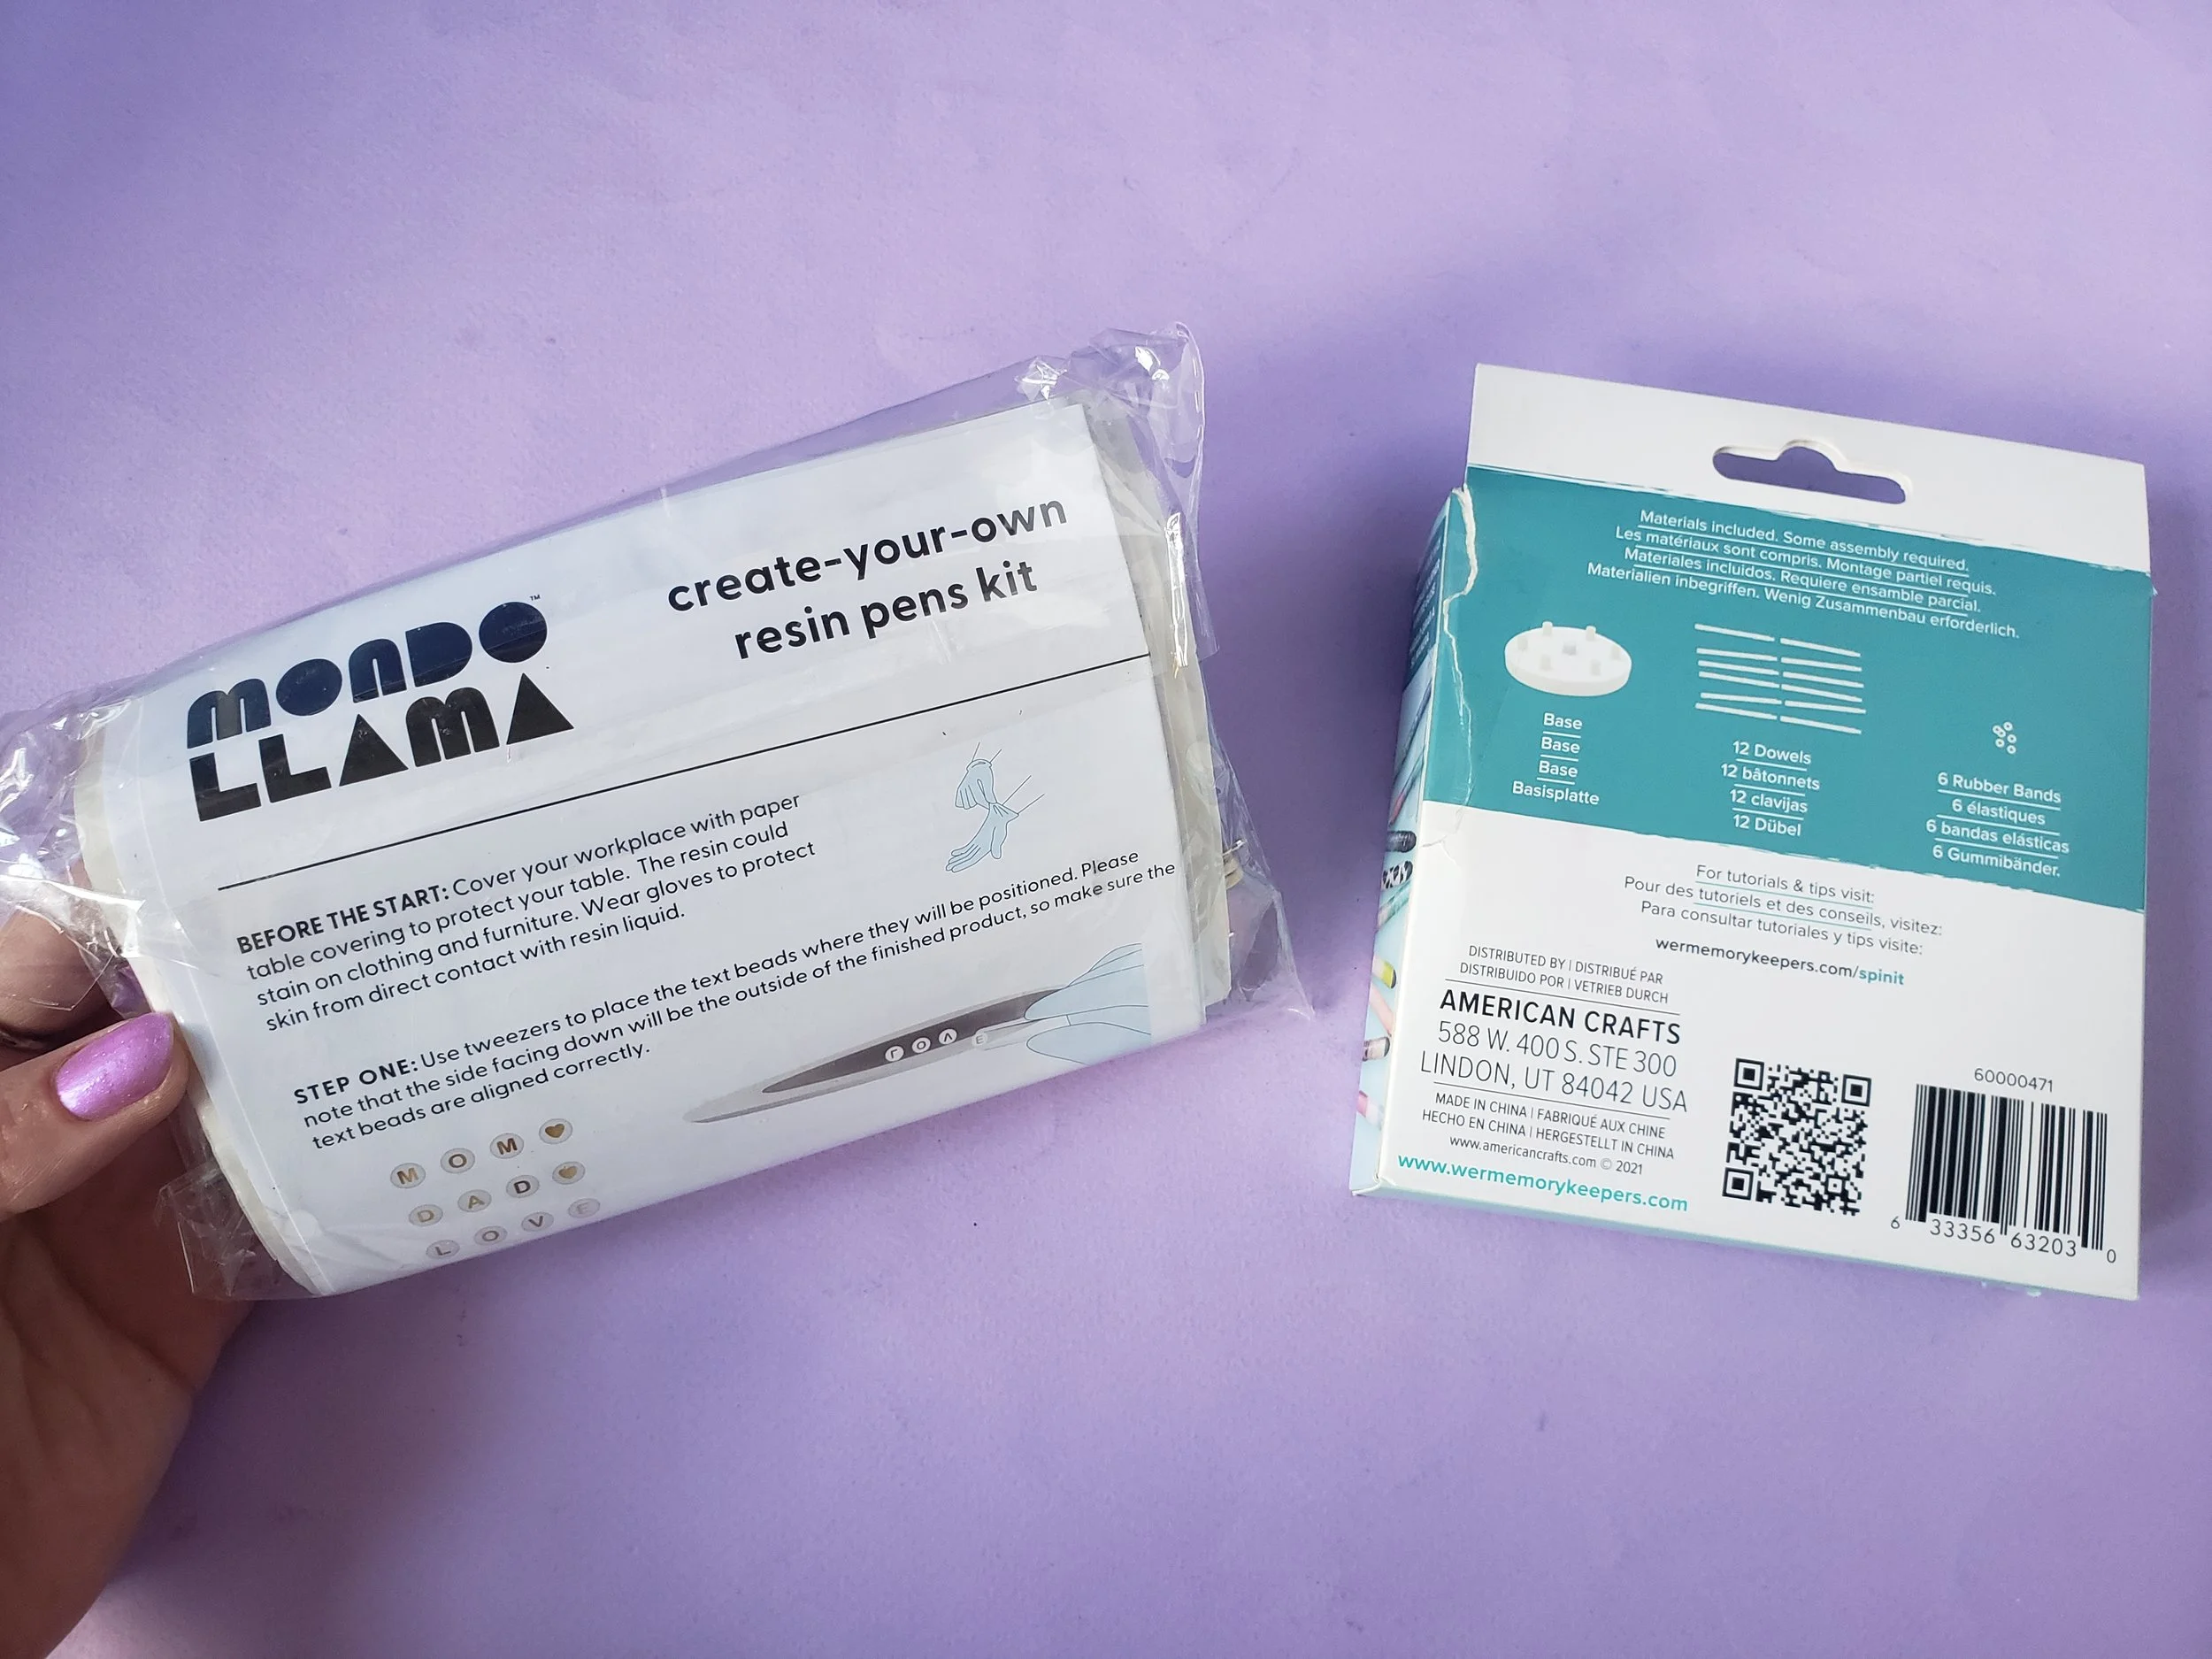 MONDO
LLAMA
™
create-your-own
resin pens kit
BEFORE THE START: Cover your workplace with paper
table covering to protect your table. The resin could
stain on clothing and furniture. Wear gloves to protect
skin from direct contact with resin liquid.
STEP ONE: Use tweezers to place the text beads where they will be positioned. Please
note that the side facing down will be the outside of the finished product, so make sure the
text beads are aligned correctly.
M O M
D A D
L O V E
Materials included. Some assembly required.
Les matériaux sont compris. Montage partiel requis.
Materiales incluidos. Requiere ensamble parcial.
Materialien inbegriffen. Wenig Zusammenbau erforderlich.
Base
Base
Base
Basisplatte
12 Dowels
12 bâtonnets
12 clavijas
12 Dübel
6 Rubber Bands
6 élastiques
6 bandas elásticas
6 Gummibänder.
For tutorials & tips visit:
Pour des tutoriels et des conseils, visitez:
Para consultar tutoriales y tips visite:
wermemorykeepers.com/spinit
DISTRIBUTED BY | DISTRIBUÉ PAR
DISTRIBUIDO POR | VETRIEB DURCH
AMERICAN CRAFTS
588 W. 400 S. STE 300
LINDON, UT 84042 USA
MADE IN CHINA | FABRIQUÉ AUX CHINE
HECHO EN CHINA | HERGESTELLT IN CHINA
www.americancrafts.com © 2021
www.wermemorykeepers.com
60000471
6 33356 63203 0